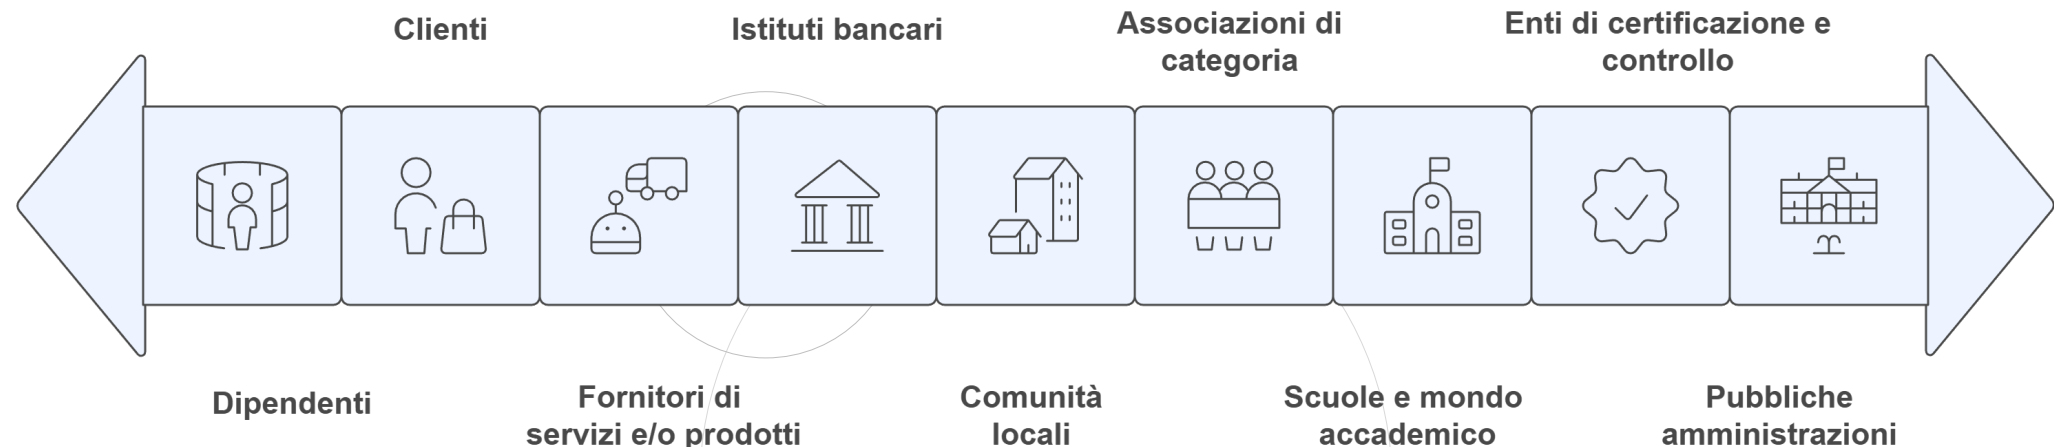 Clienti
Istituti bancari
Associazioni di
categoria
Enti di certificazione e
controllo
Dipendenti
Fornitori di
servizi e/o prodotti
Comunità
locali
Scuole e mondo
accademico
Pubbliche
amministrazioni